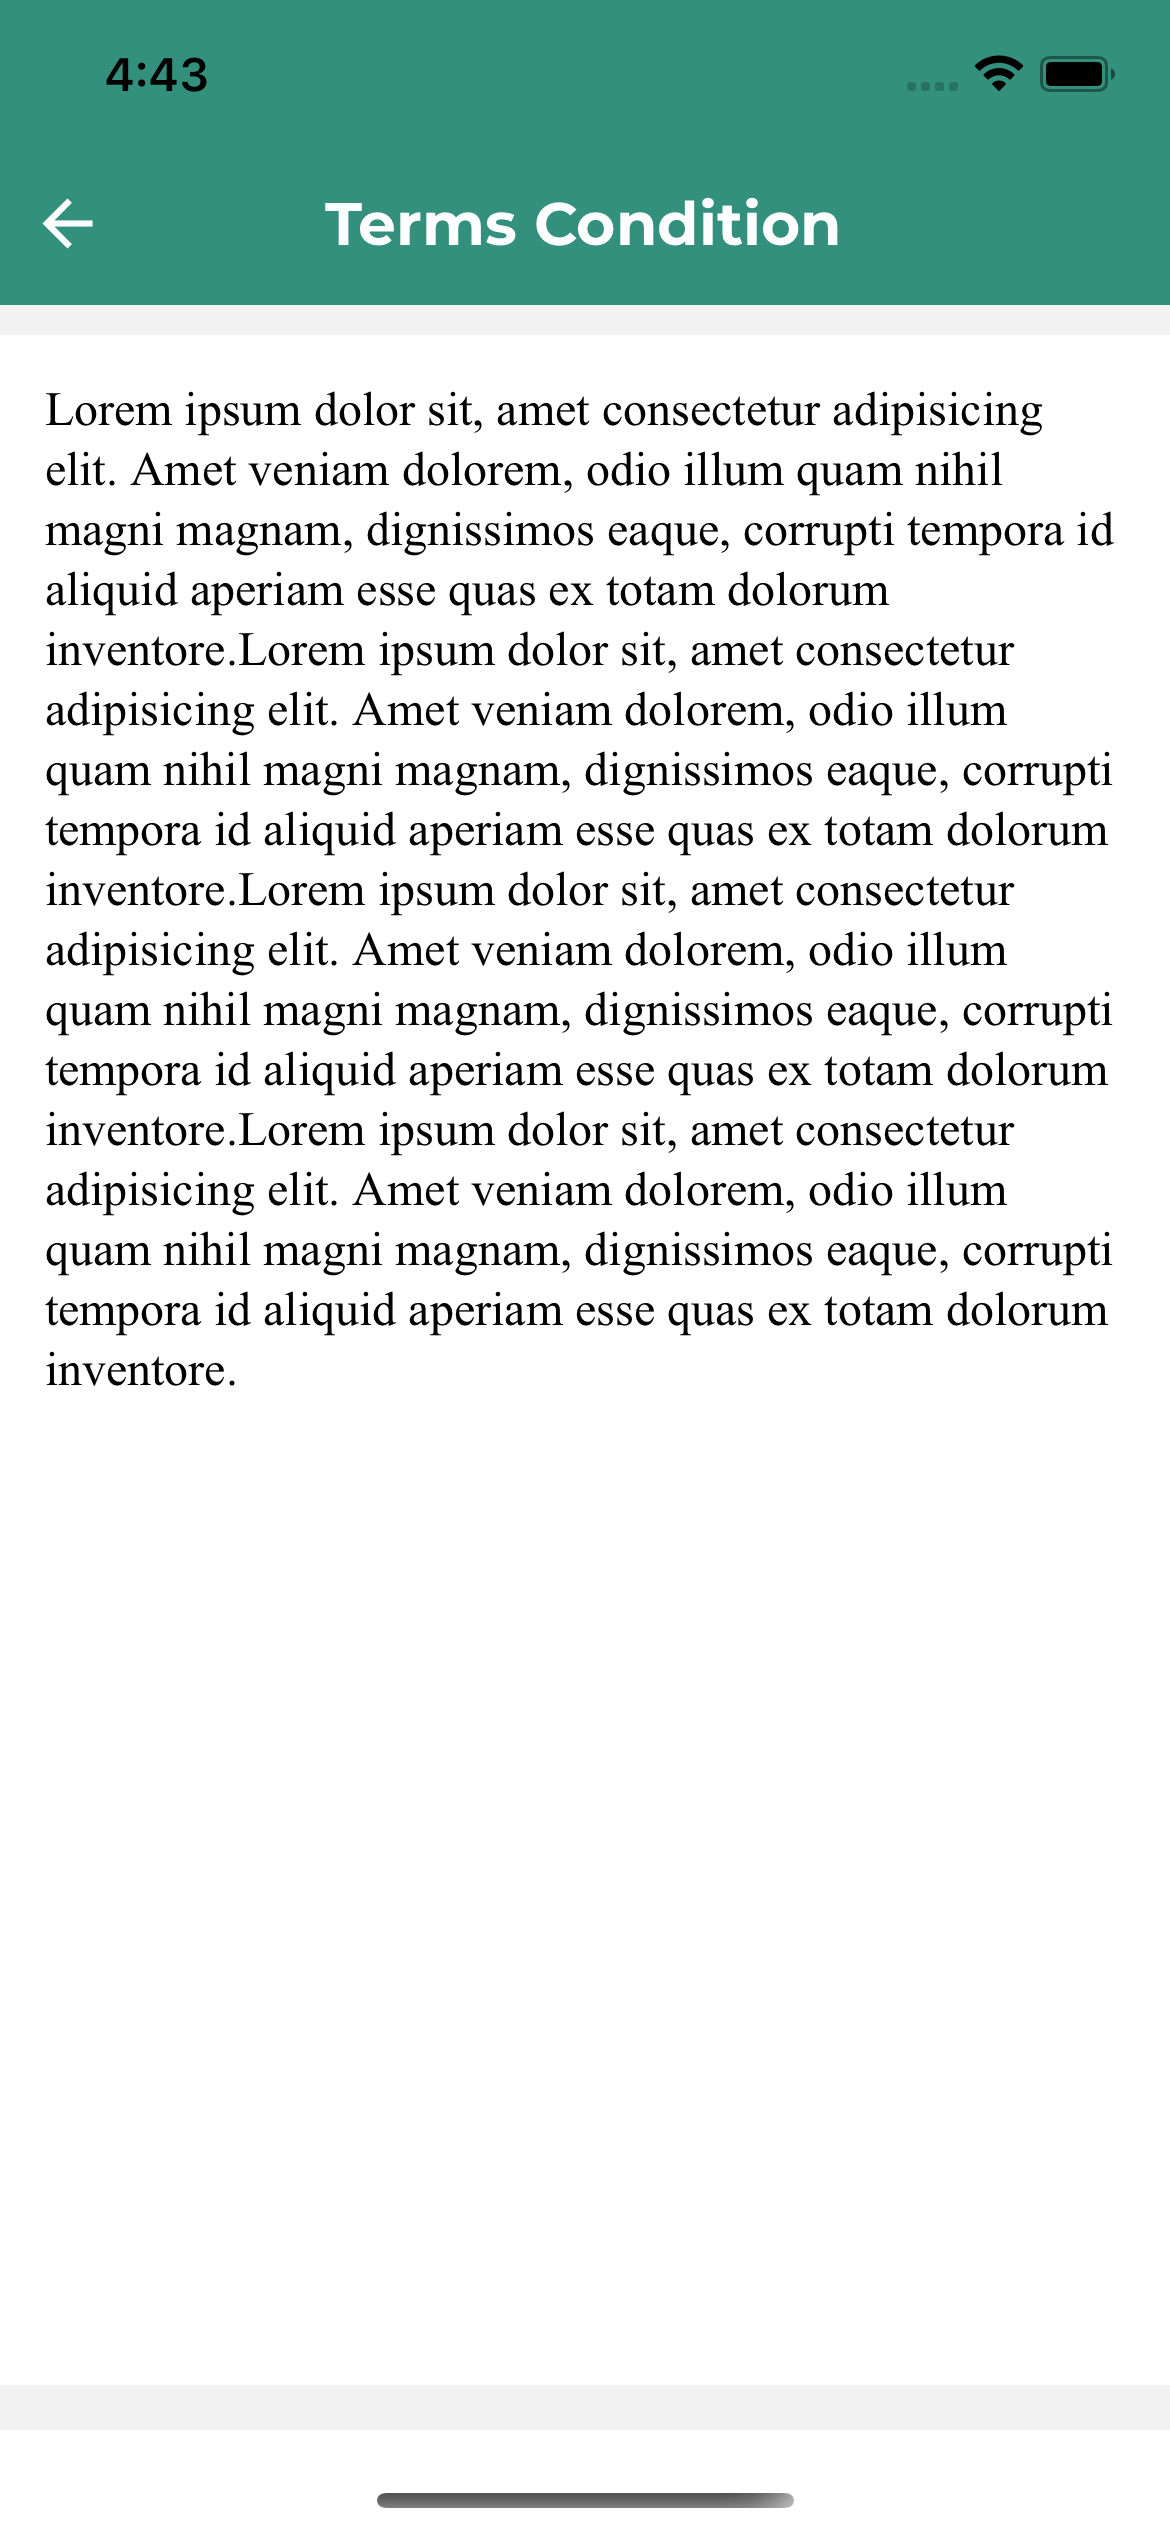 4:43
Terms Condition
Lorem ipsum dolor sit, amet consectetur adipisicing
elit. Amet veniam dolorem, odio illum quam nihil
magni magnam, dignissimos eaque, corrupti tempora id
aliquid aperiam esse quas ex totam dolorum
inventore.Lorem ipsum dolor sit, amet consectetur
adipisicing elit. Amet veniam dolorem, odio illum
quam nihil magni magnam, dignissimos eaque, corrupti
tempora id aliquid aperiam esse quas ex totam dolorum
inventore.Lorem ipsum dolor sit, amet consectetur
adipisicing elit. Amet veniam dolorem, odio illum
quam nihil magni magnam, dignissimos eaque, corrupti
tempora id aliquid aperiam esse quas ex totam dolorum
inventore.Lorem ipsum dolor sit, amet consectetur
adipisicing elit. Amet veniam dolorem, odio illum
quam nihil magni magnam, dignissimos eaque, corrupti
tempora id aliquid aperiam esse quas ex totam dolorum
inventore.